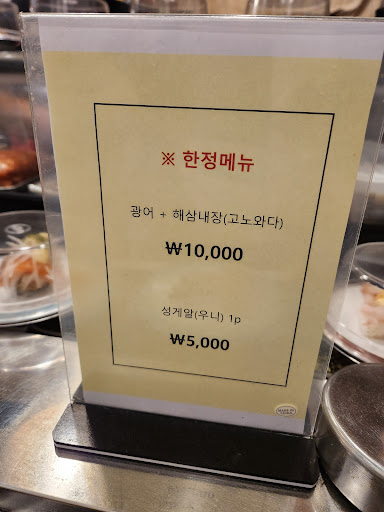 ※ 한정메뉴
광어 + 해삼내장(고노와다)
₩10,000
성게알(우니) 1p
₩5,000